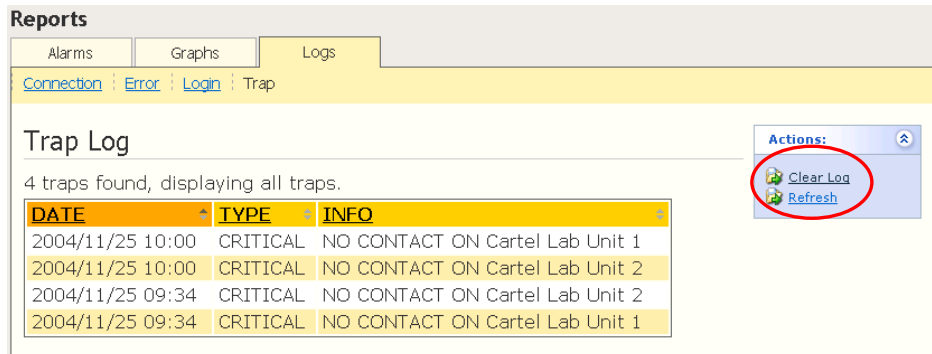 Reports
Alarms Graphs Logs
Connection Error Login Trap
Trap Log
Actions:
Clear Log
Refresh
4 traps found, displaying all traps.
DATE TYPE INFO
2004/11/25 10:00 CRITICAL NO CONTACT ON Cartel Lab Unit 1
2004/11/25 10:00 CRITICAL NO CONTACT ON Cartel Lab Unit 2
2004/11/25 09:34 CRITICAL NO CONTACT ON Cartel Lab Unit 2
2004/11/25 09:34 CRITICAL NO CONTACT ON Cartel Lab Unit 1